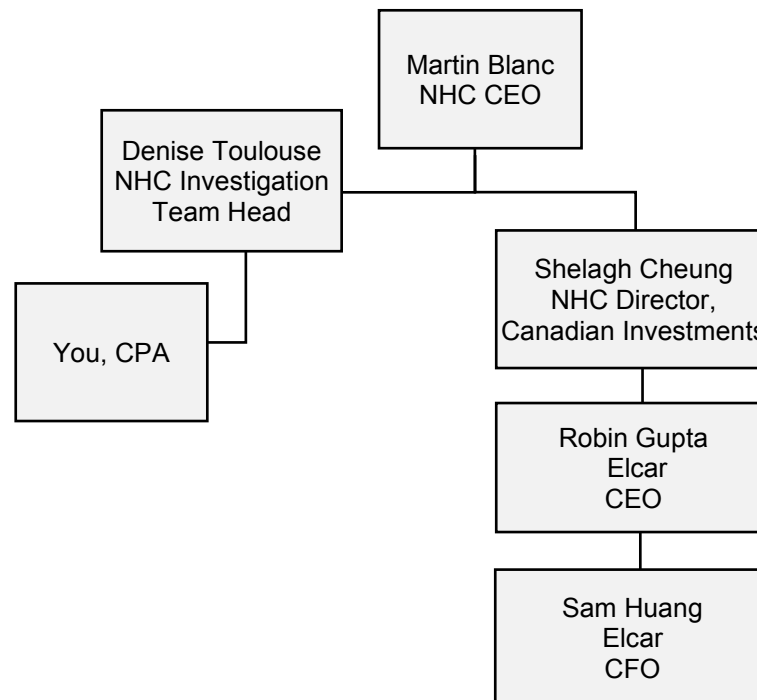 Martin Blanc
NHC CEO
Denise Toulouse
NHC Investigation
Team Head
Shelagh Cheung
NHC Director,
Canadian Investments
You, CPA
Robin Gupta
Elcar
CEO
Sam Huang
Elcar
CFO